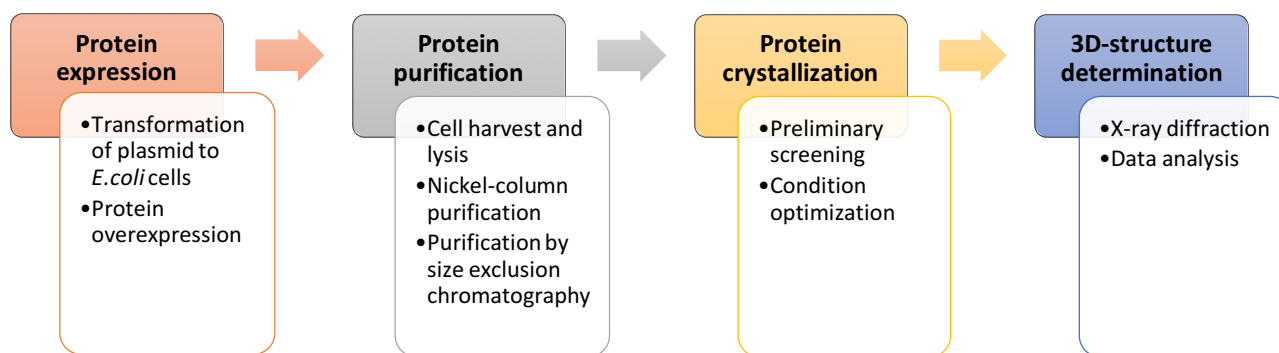 Protein
expression
•Transformation
of plasmid to
E.coli cells
•Protein
overexpression
Protein
purification
•Cell harvest and
lysis
•Nickel-column
purification
•Purification by
size exclusion
chromatography
Protein
crystallization
•Preliminary
screening
•Condition
optimization
3D-structure
determination
•X-ray diffraction
•Data analysis